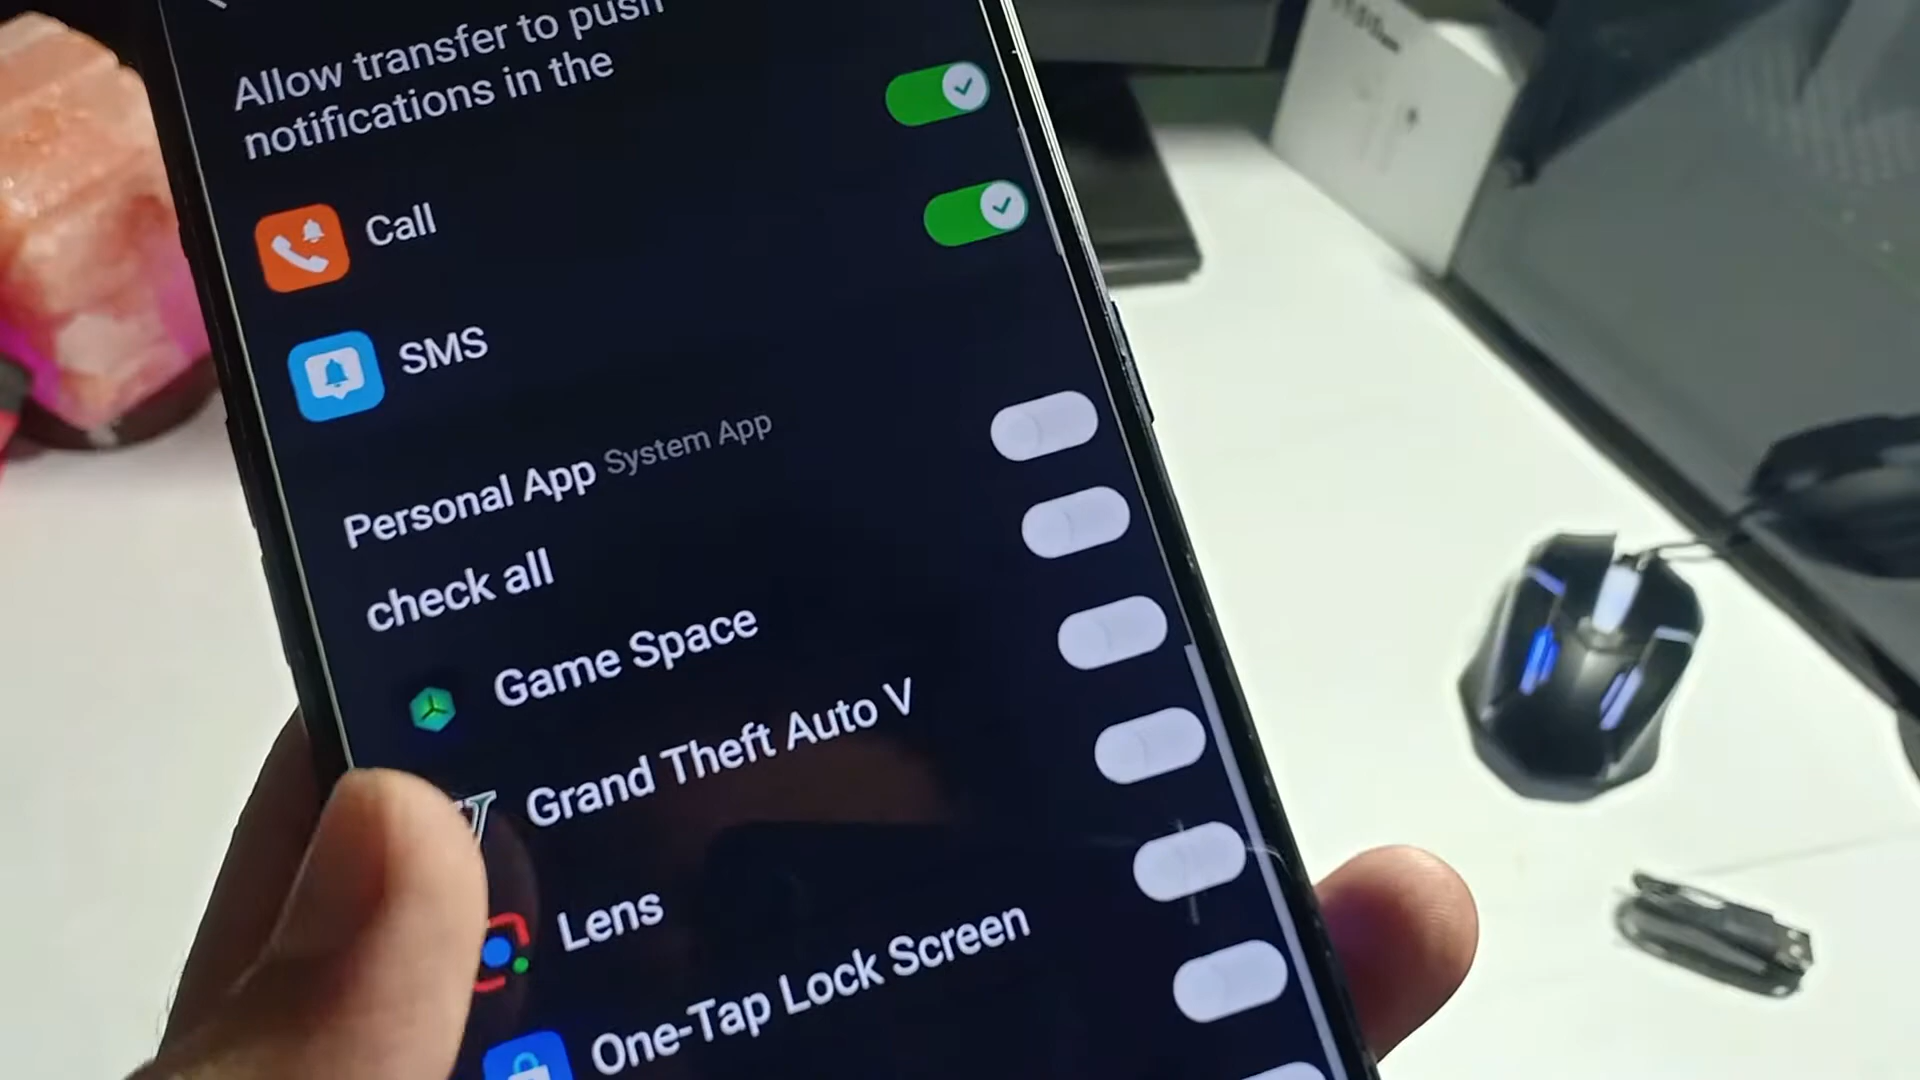 Allow transfer to push
notifications in the
Call
SMS
Personal App System App
check all
Game Space
Grand Theft Auto V
V
Lens
One-Tap Lock Screen